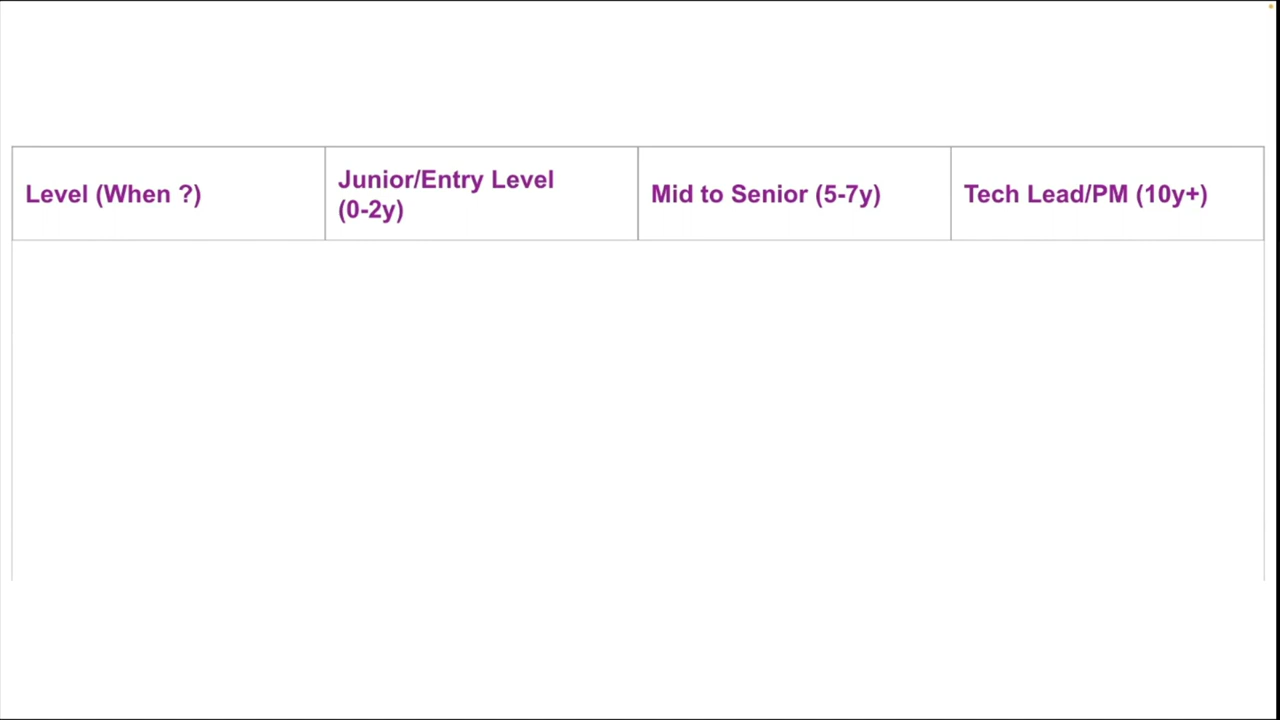 Level (When ?)
Junior/Entry Level
(0-2y)
Mid to Senior (5-7y)
Tech Lead/PM (10y+)